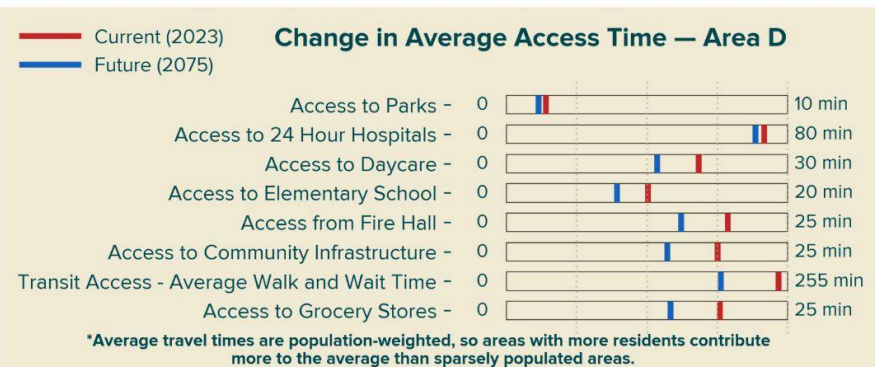 Change in Average Access Time — Area D
Current (2023)
Future (2075)
Access to Parks - 0 10 min
Access to 24 Hour Hospitals - 0 80 min
Access to Daycare - 0 30 min
Access to Elementary School - 0 20 min
Access from Fire Hall - 0 25 min
Access to Community Infrastructure - 0 25 min
Transit Access - Average Walk and Wait Time - 0 255 min
Access to Grocery Stores - 0 25 min
*Average travel times are population-weighted, so areas with more residents contribute
more to the average than sparsely populated areas.